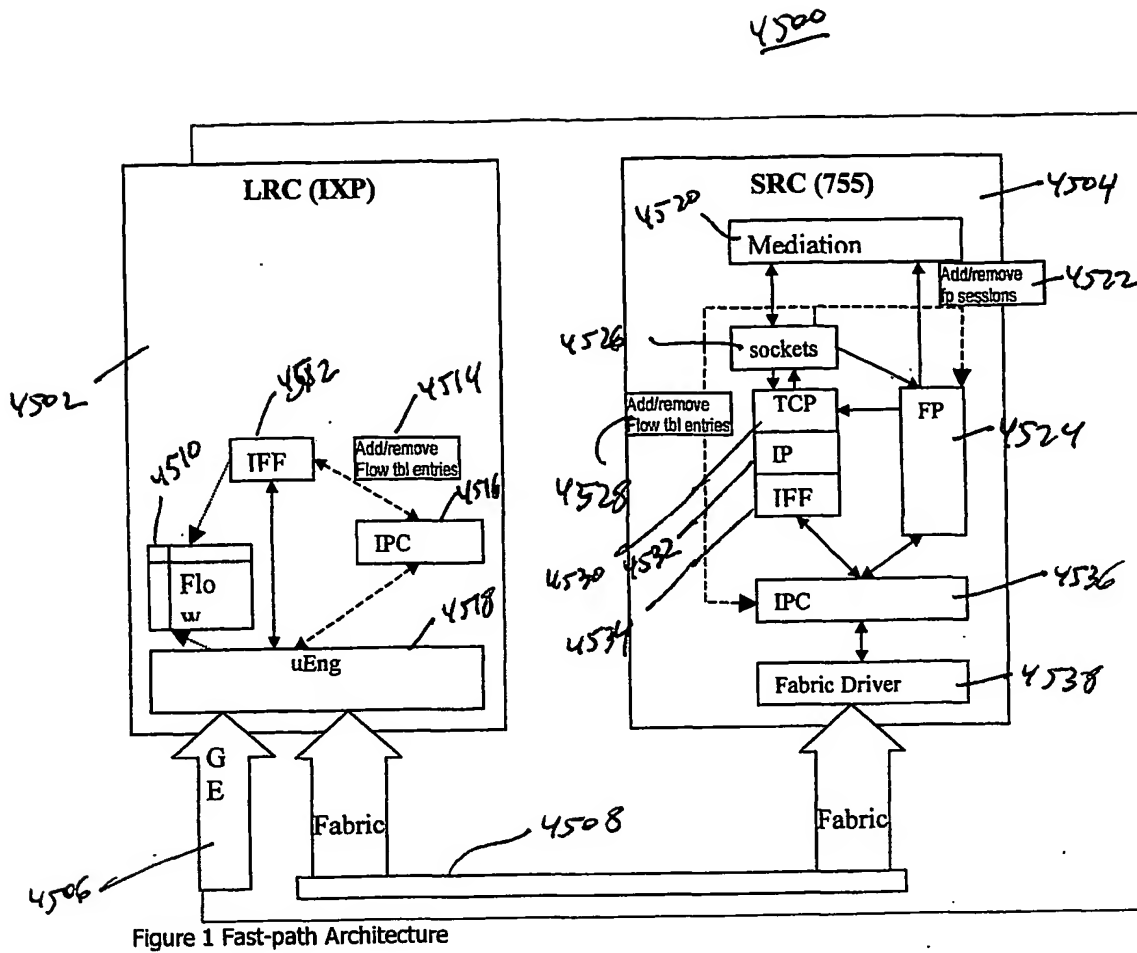 4500
LRC (IXP)
SRC (755)
4504
4520
Mediation
Add/remove
fp sessions
4522
4526
sockets
4502
4512
4514
Add/remove
Flow tbl entries
Add/remove
Flow tbl entries
TCP
FP
4524
4510
IFF
4516
IP
4528
IFF
IPC
4530
4532
4536
Flo
w
4518
IPC
4534
uEng
Fabric Driver
4538
G
E
Fabric
4508
Fabric
4506
Figure 1 Fast-path Architecture